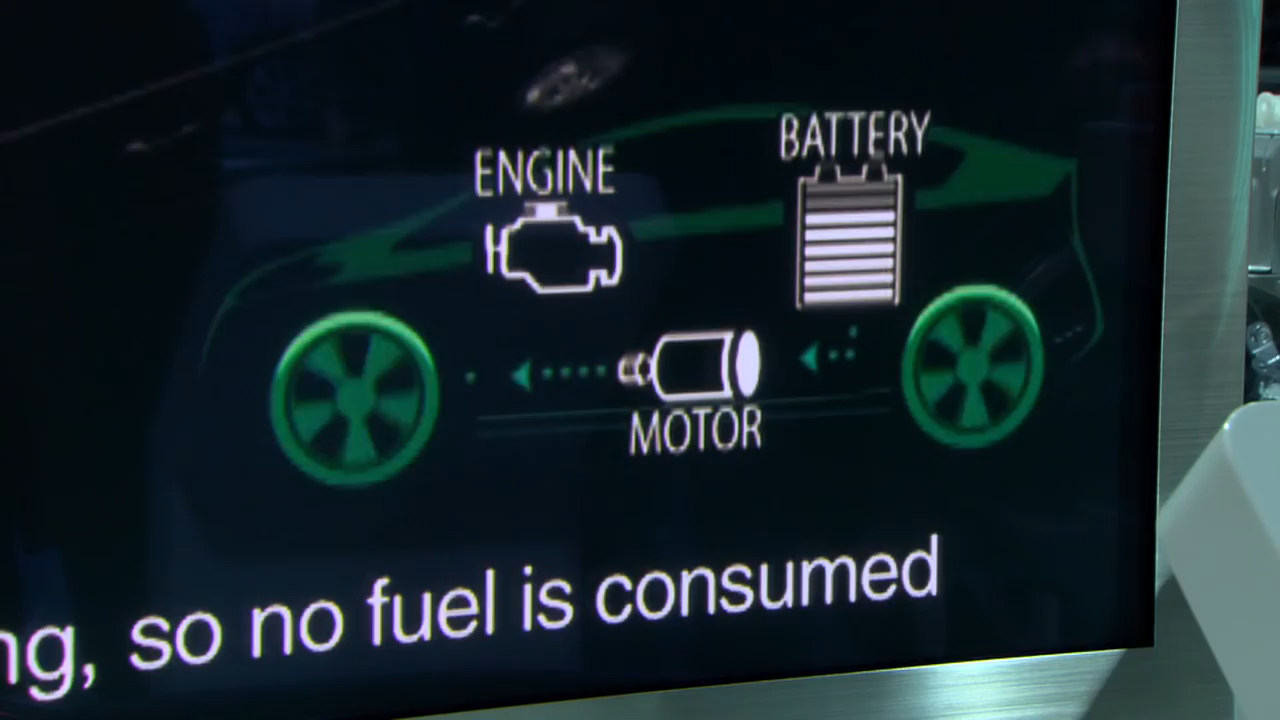 BATTERY
ENGINE
MOTOR
ng, so no fuel is consumed